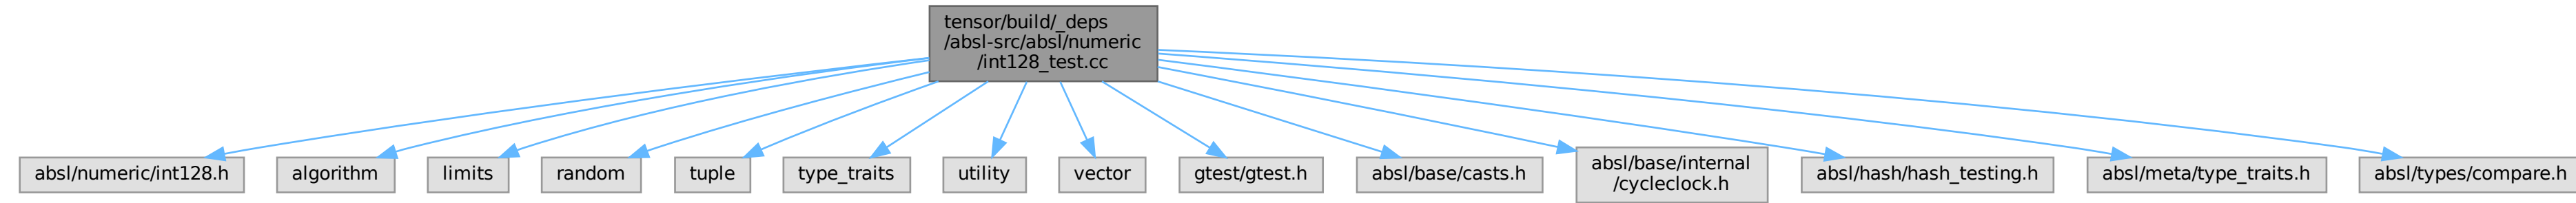 tensor/build/_deps
/absl-src/absl/numeric
/int128_test.cc
absl/numeric/int128.h
algorithm
limits
random
tuple
type_traits
utility
vector
gtest/gtest.h
absl/base/casts.h
absl/base/internal
/cycleclock.h
absl/hash/hash_testing.h
absl/meta/type_traits.h
absl/types/compare.h